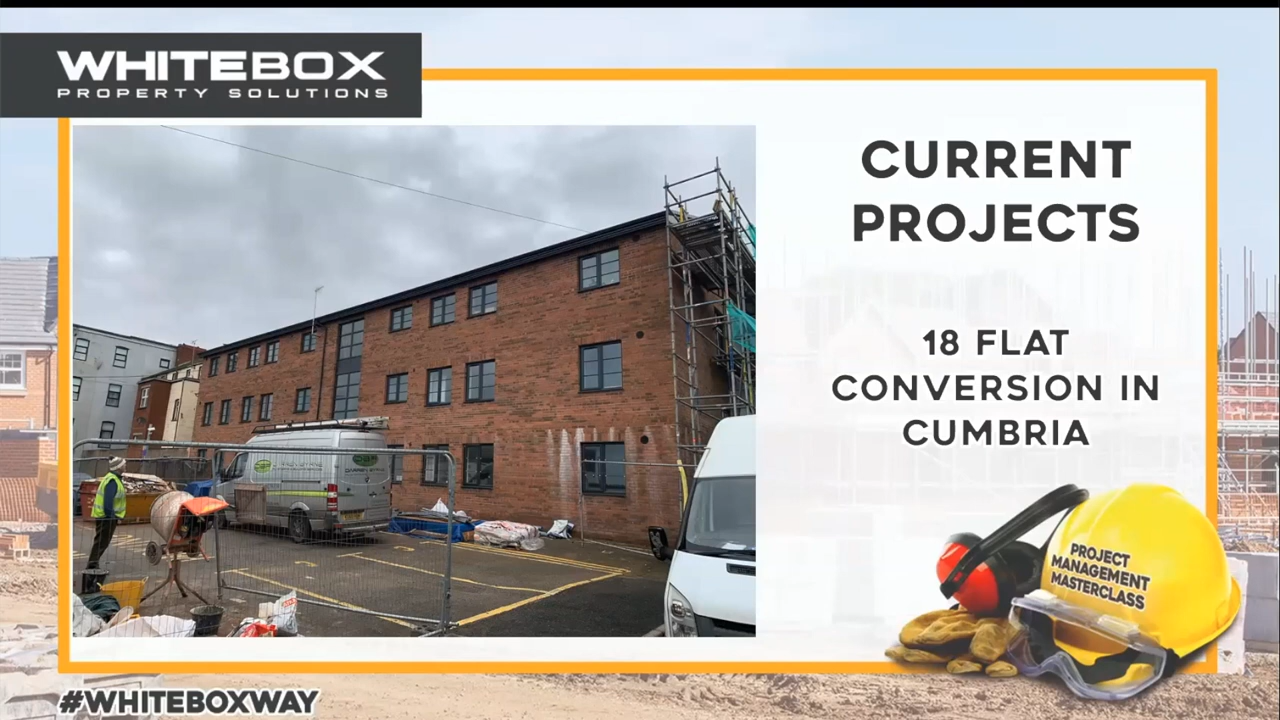 WHITEBOX
PROPERTY SOLUTIONS
CURRENT
PROJECTS
18 FLAT
CONVERSION IN
CUMBRIA
PROJECT
MANAGEMENT
MASTERCLASS
#WHITEBOXWAY